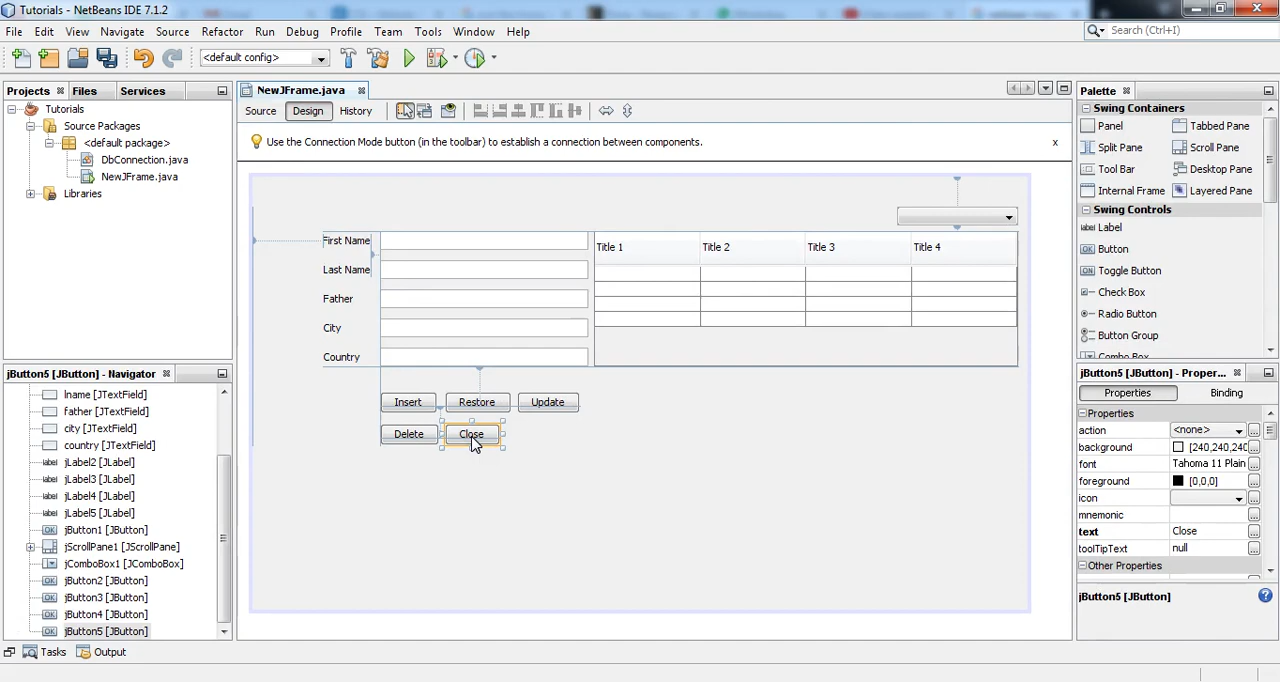 Tutorials - NetBeans IDE 7.1.2
File Edit View Navigate Source Refactor Run Debug Profile Team Tools Window Help
Search (Ctrl+I)
<default config>
Projects Files Services
Tutorials
Source Packages
<default package>
DbConnection.java
NewJFrame.java
Libraries
NewJFrame.java
Source Design History
Use the Connection Mode button (in the toolbar) to establish a connection between components.
x
First Name
Last Name
Father
City
Country
Title 1 Title 2 Title 3 Title 4
Insert Restore Update
Delete Close
jButton5 [JButton] - Navigator
lname [JTextField]
father [JTextField]
city [JTextField]
country [JTextField]
jLabel2 [JLabel]
jLabel3 [JLabel]
jLabel4 [JLabel]
jLabel5 [JLabel]
jButton1 [JButton]
jScrollPane1 [JScrollPane]
jComboBox1 [JComboBox]
jButton2 [JButton]
jButton3 [JButton]
jButton4 [JButton]
jButton5 [JButton]
Tasks Output
Palette
Swing Containers
Panel Tabbed Pane
Split Pane Scroll Pane
Tool Bar Desktop Pane
Internal Frame Layered Pane
Swing Controls
Label
Button
Toggle Button
Check Box
Radio Button
Button Group
Combo Box
jButton5 [JButton] - Proper...
Properties Binding
Properties
action <none>
background [240,240,240
font Tahoma 11 Plain
foreground [0,0,0]
icon
mnemonic
text Close
toolTipText null
Other Properties
jButton5 [JButton]